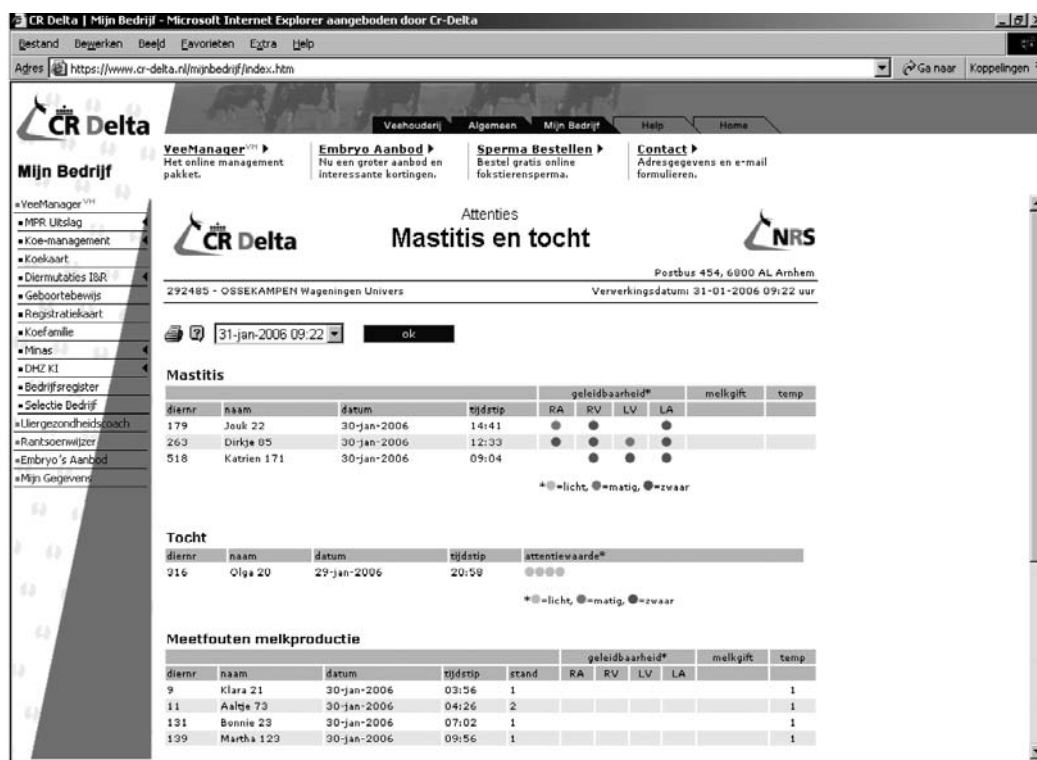 CR Delta | Mijn Bedrijf - Microsoft Internet Explorer aangeboden door Cr-Delta
Bestand Bewerken Beeld Favorieten Extra Help
Adres https://www.cr-delta.nl/mijnbedrijf/index.htm Ga naar Koppelingen
CR Delta
Veehouderij Algemeen Mijn Bedrijf Help Home
Mijn Bedrijf
VeeManager VH Embryo Aanbod Sperma Bestellen Contact
Het online management Nu een groter aanbod en Bestel gratis online Adresgegevens en e-mail
pakket. interessante kortingen. fokstierensperma. formulieren.
VeeManager VH
MPR Uitslag
Koe-management
Koekaart
Diermutaties I&R
Geboortebewijs
Registratiekaart
Koefamilie
Minas
DHZ KI
Bedrijfsregister
Selectie Bedrijf
Uiergezondheidscoach
Rantsoenwijzer
Embryo's Aanbod
Mijn Gegevens
CR Delta
Attenties
Mastitis en tocht
NRS
Postbus 454, 6800 AL Arnhem
292485 - OSSEKAMPEN Wageningen Univers Verwerkingsdatum: 31-01-2006 09:22 uur
31-jan-2006 09:22 ok
Mastitis
geleidbaarheid* melkgift temp
diernr naam datum tijdstip RA RV LV LA
179 Jouk 22 30-jan-2006 14:41
263 Dirkje 85 30-jan-2006 12:33
518 Katrien 171 30-jan-2006 09:04
*=licht, =matig, =zwaar
Tocht
diernr naam datum tijdstip attentiewaarde*
316 Olga 20 29-jan-2006 20:58
*=licht, =matig, =zwaar
Meetfouten melkproductie
geleidbaarheid* melkgift temp
diernr naam datum tijdstip stand RA RV LV LA
9 Klara 21 30-jan-2006 03:56 1 1
11 Aaltje 73 30-jan-2006 04:26 2 1
131 Bonnie 23 30-jan-2006 07:02 1 1
139 Martha 123 30-jan-2006 09:56 1 1